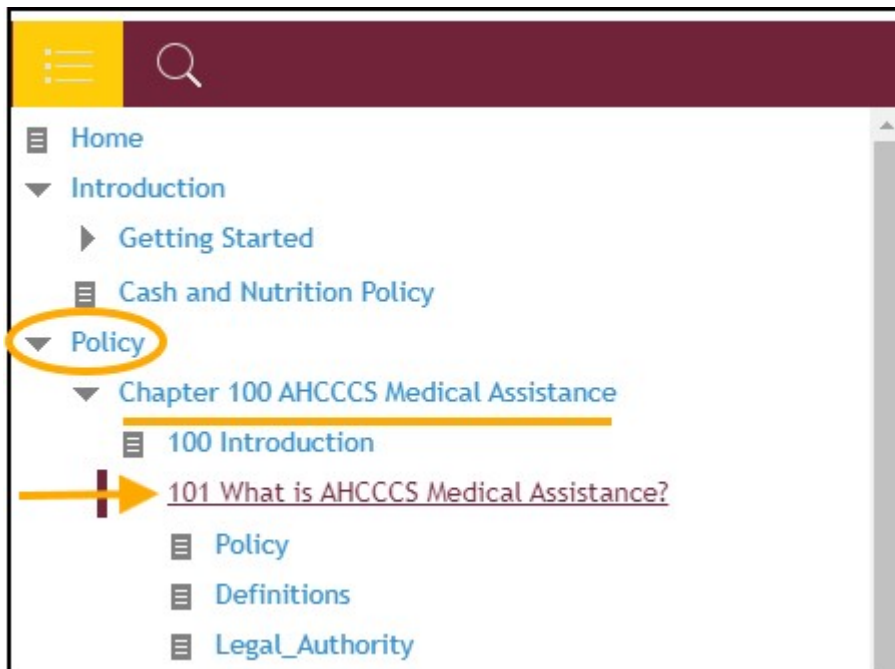 Home
Introduction
Getting Started
Cash and Nutrition Policy
Policy
Chapter 100 AHCCCS Medical Assistance
100 Introduction
101 What is AHCCCS Medical Assistance?
Policy
Definitions
Legal_Authority